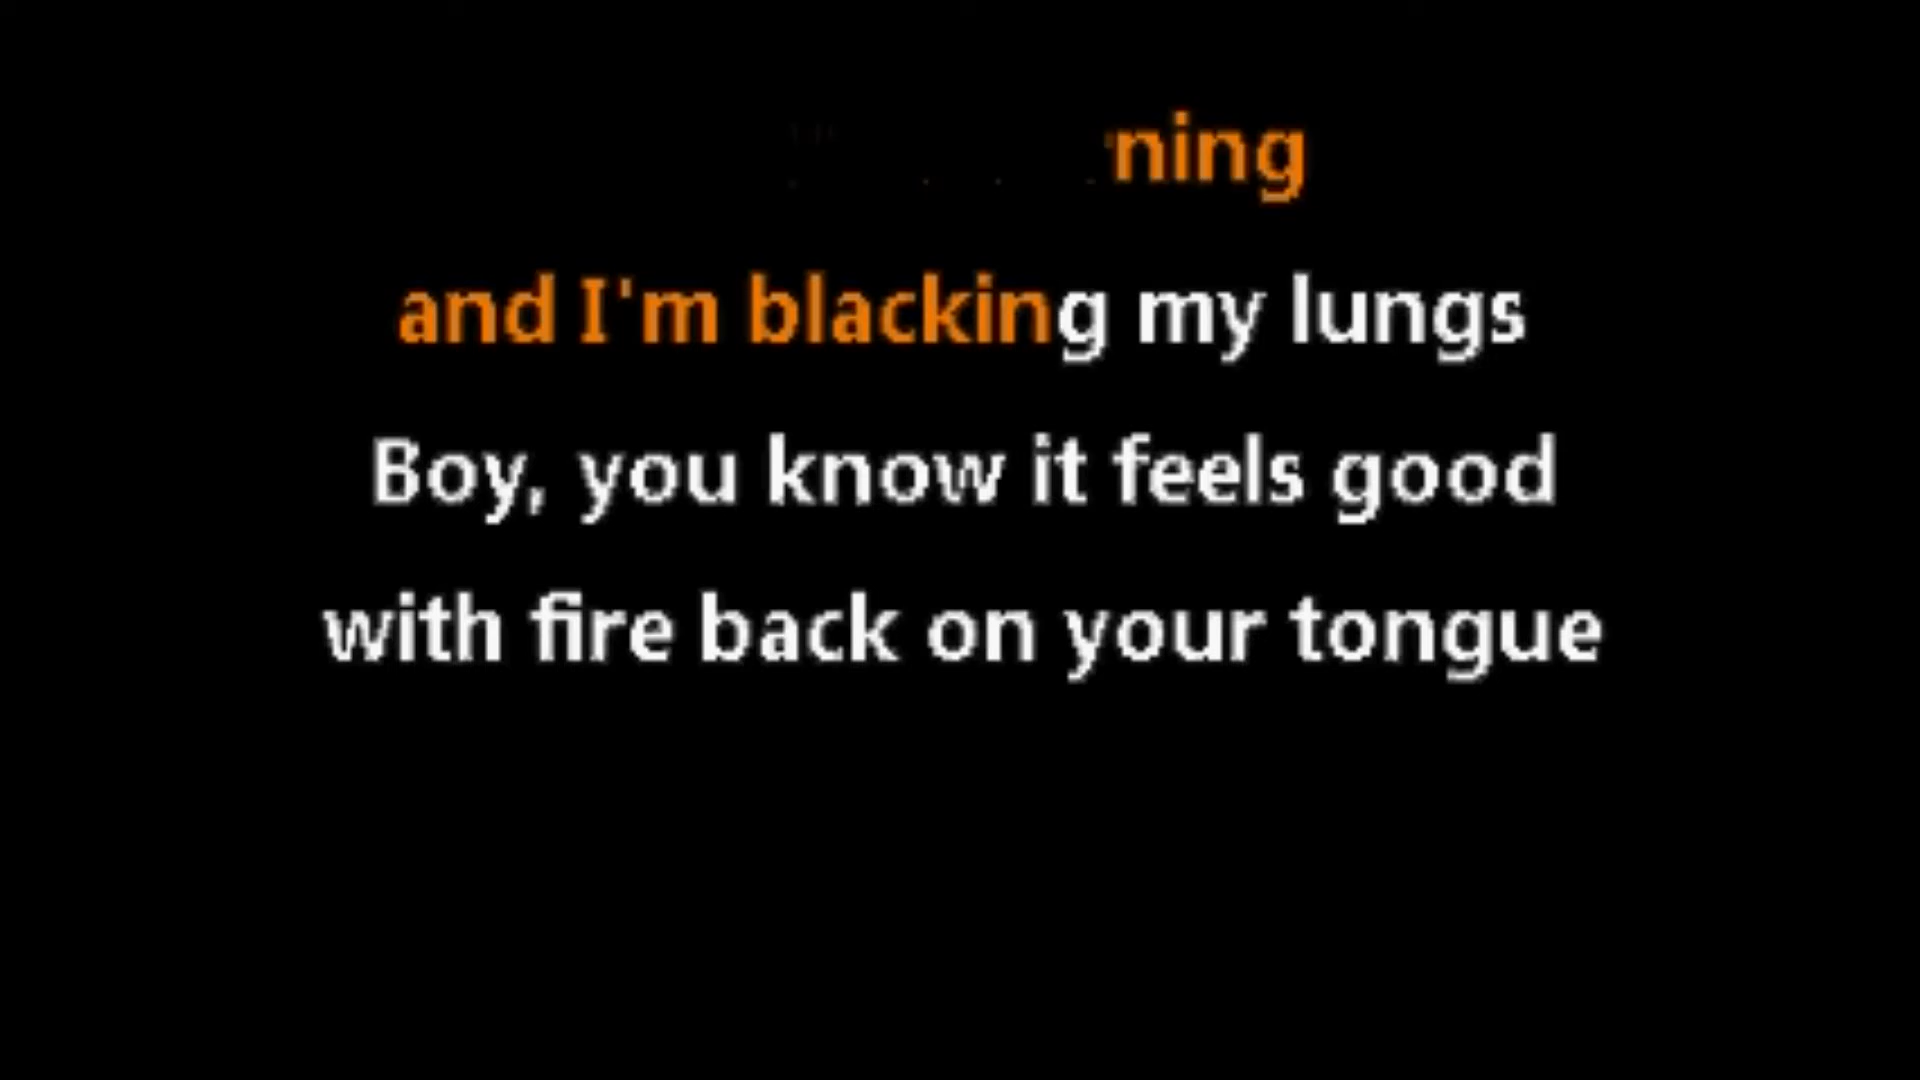 ning
and I'm blacking my lungs
Boy, you know it feels good
with fire back on your tongue